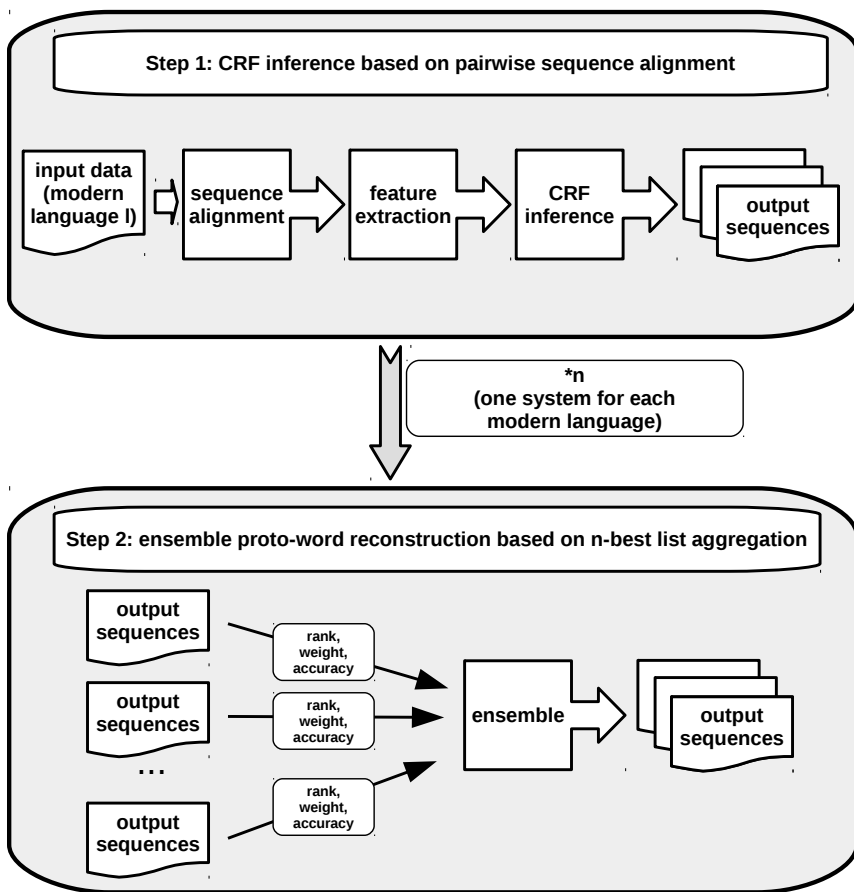 Step 1: CRF inference based on pairwise sequence alignment
input data
(modern
language l)
sequence
alignment
feature
extraction
CRF
inference
output
sequences
*n
(one system for each
modern language)
Step 2: ensemble proto-word reconstruction based on n-best list aggregation
output
sequences
rank,
weight,
accuracy
output
sequences
rank,
weight,
accuracy
...
output
sequences
rank,
weight,
accuracy
ensemble
output
sequences